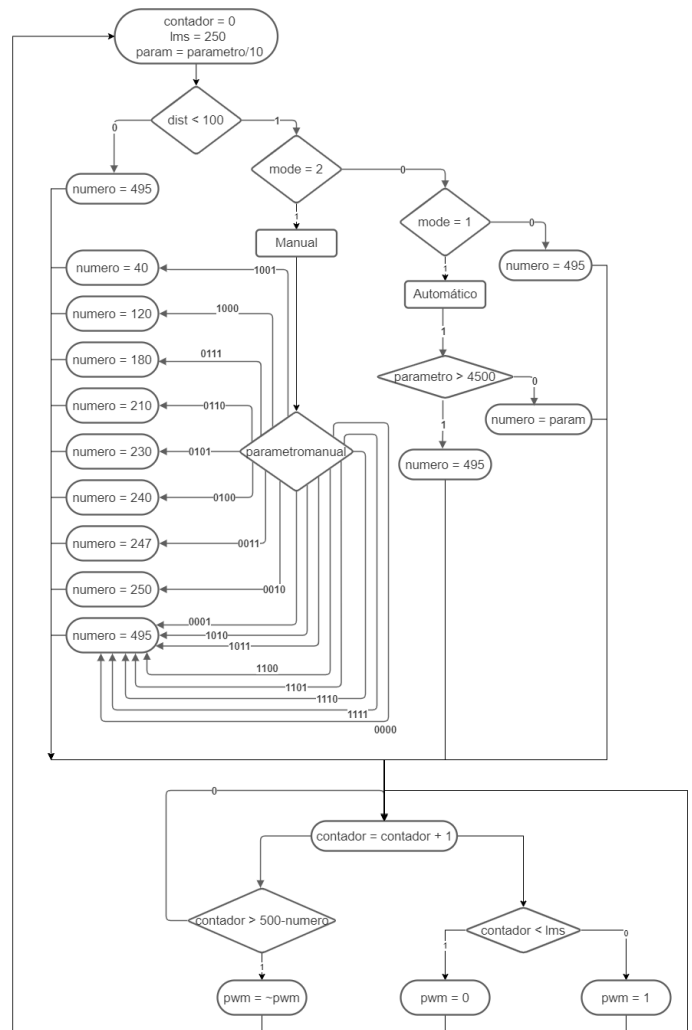 contador = 0
lms = 250
param = parametro/10
dist < 100
0
1
mode = 2
0
numero = 495
1
mode = 1
0
Manual
numero = 495
1
numero = 40
1001
Automático
numero = 120
1000
1
numero = 180
0111
parametro > 4500
0
numero = 210
0110
numero = param
1
numero = 230
0101
parametromanual
numero = 495
numero = 240
0100
numero = 247
0011
numero = 250
0010
0001
numero = 495
1010
1011
1100
1101
1110
1111
0000
0
contador = contador + 1
contador > 500-numero
contador < lms
1
0
1
pwm = ~pwm
pwm = 0
pwm = 1